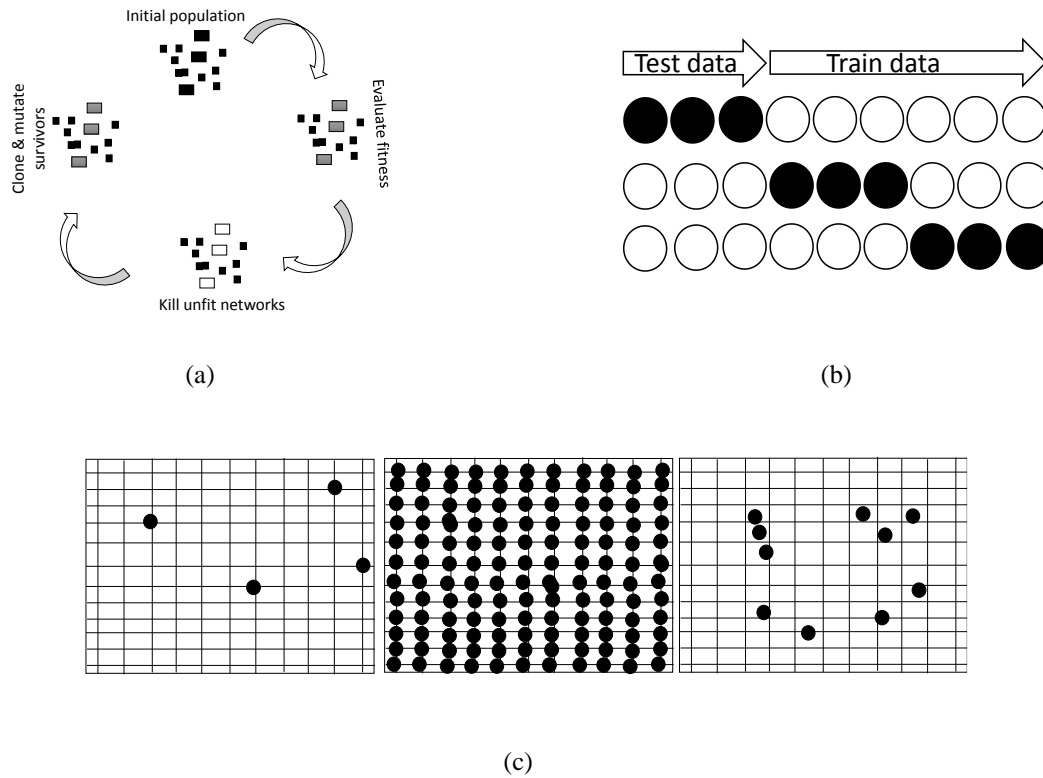 Initial population
Evaluate fitness
Kill unfit networks
Clone & mutate
survivors
(a)
Test data
Train data
(b)
(c)